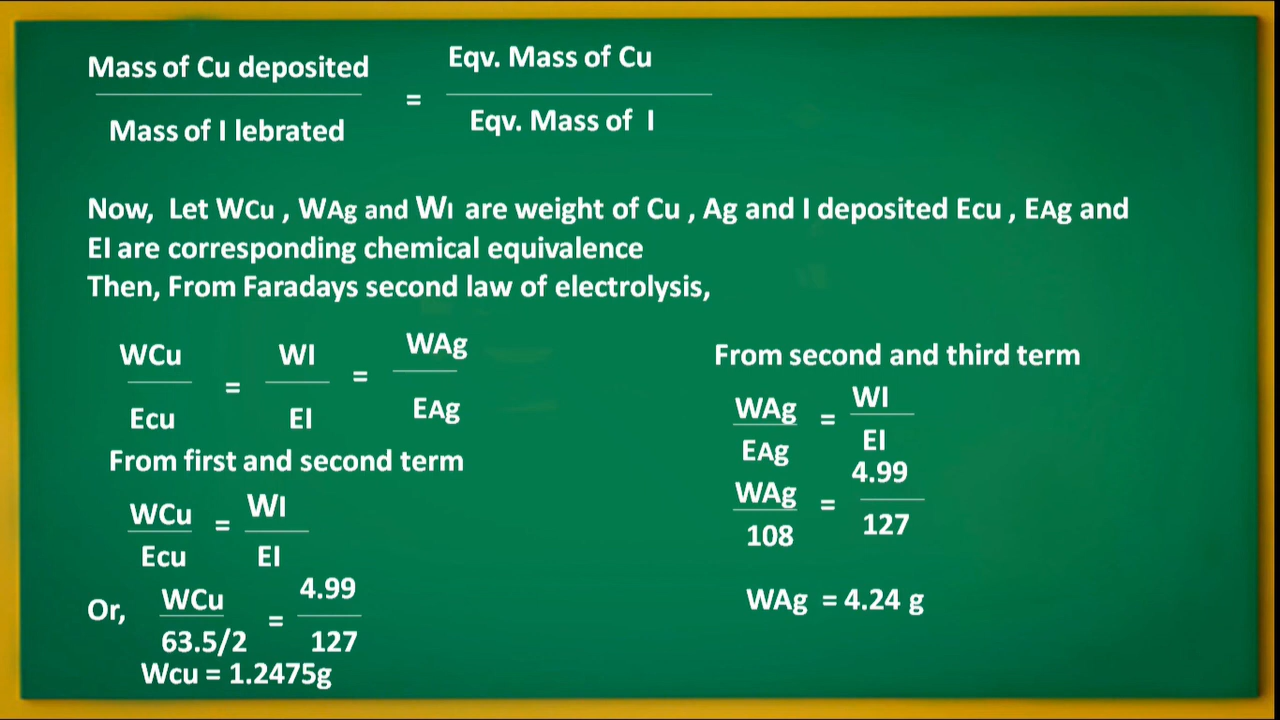 Mass of Cu deposited
Mass of I lebrated
=
Eqv. Mass of Cu
Eqv. Mass of I
Now, Let WCu , WAg and WI are weight of Cu , Ag and I deposited Ecu , EAg and
EI are corresponding chemical equivalence
Then, From Faradays second law of electrolysis,
WCu
Ecu
=
WI
EI
=
WAg
EAg
From first and second term
WCu
Ecu
=
WI
EI
Or,
WCu
63.5/2
=
4.99
127
Wcu = 1.2475g
From second and third term
WAg
EAg
=
WI
EI
WAg
108
=
4.99
127
WAg = 4.24 g